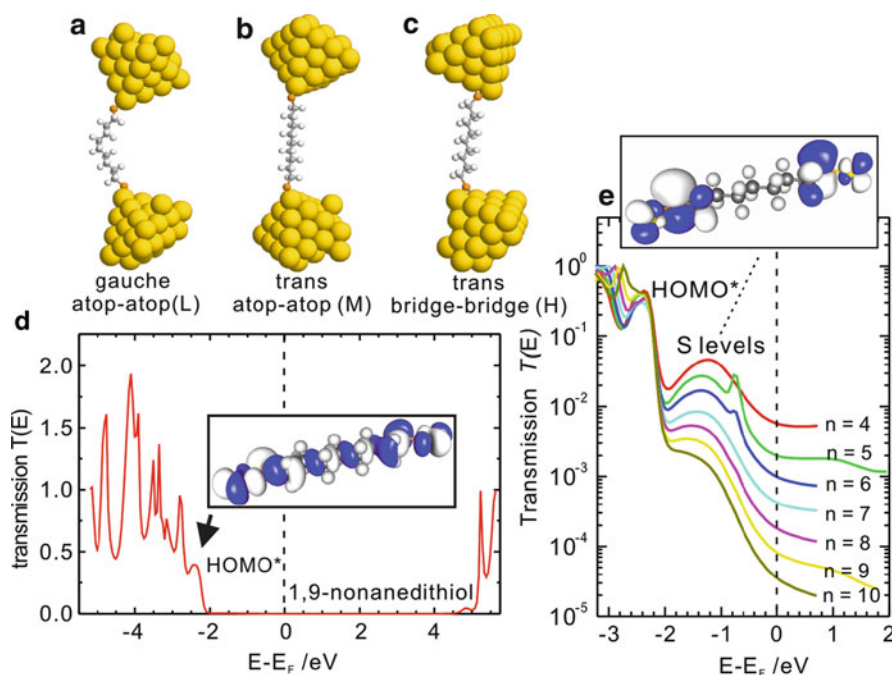 a
b
c
gauche
atop-atop(L)
trans
atop-atop (M)
trans
bridge-bridge (H)
d
transmission T(E)
2.0
1.5
1.0
0.5
0.0
-4
-2
0
2
4
E-E_F /eV
HOMO*
1,9-nonanedithiol
e
Transmission T(E)
10^0
10^-1
10^-2
10^-3
10^-4
10^-5
-3
-2
-1
0
1
2
E-E_F /eV
HOMO*
S levels
n = 4
n = 5
n = 6
n = 7
n = 8
n = 9
n = 10